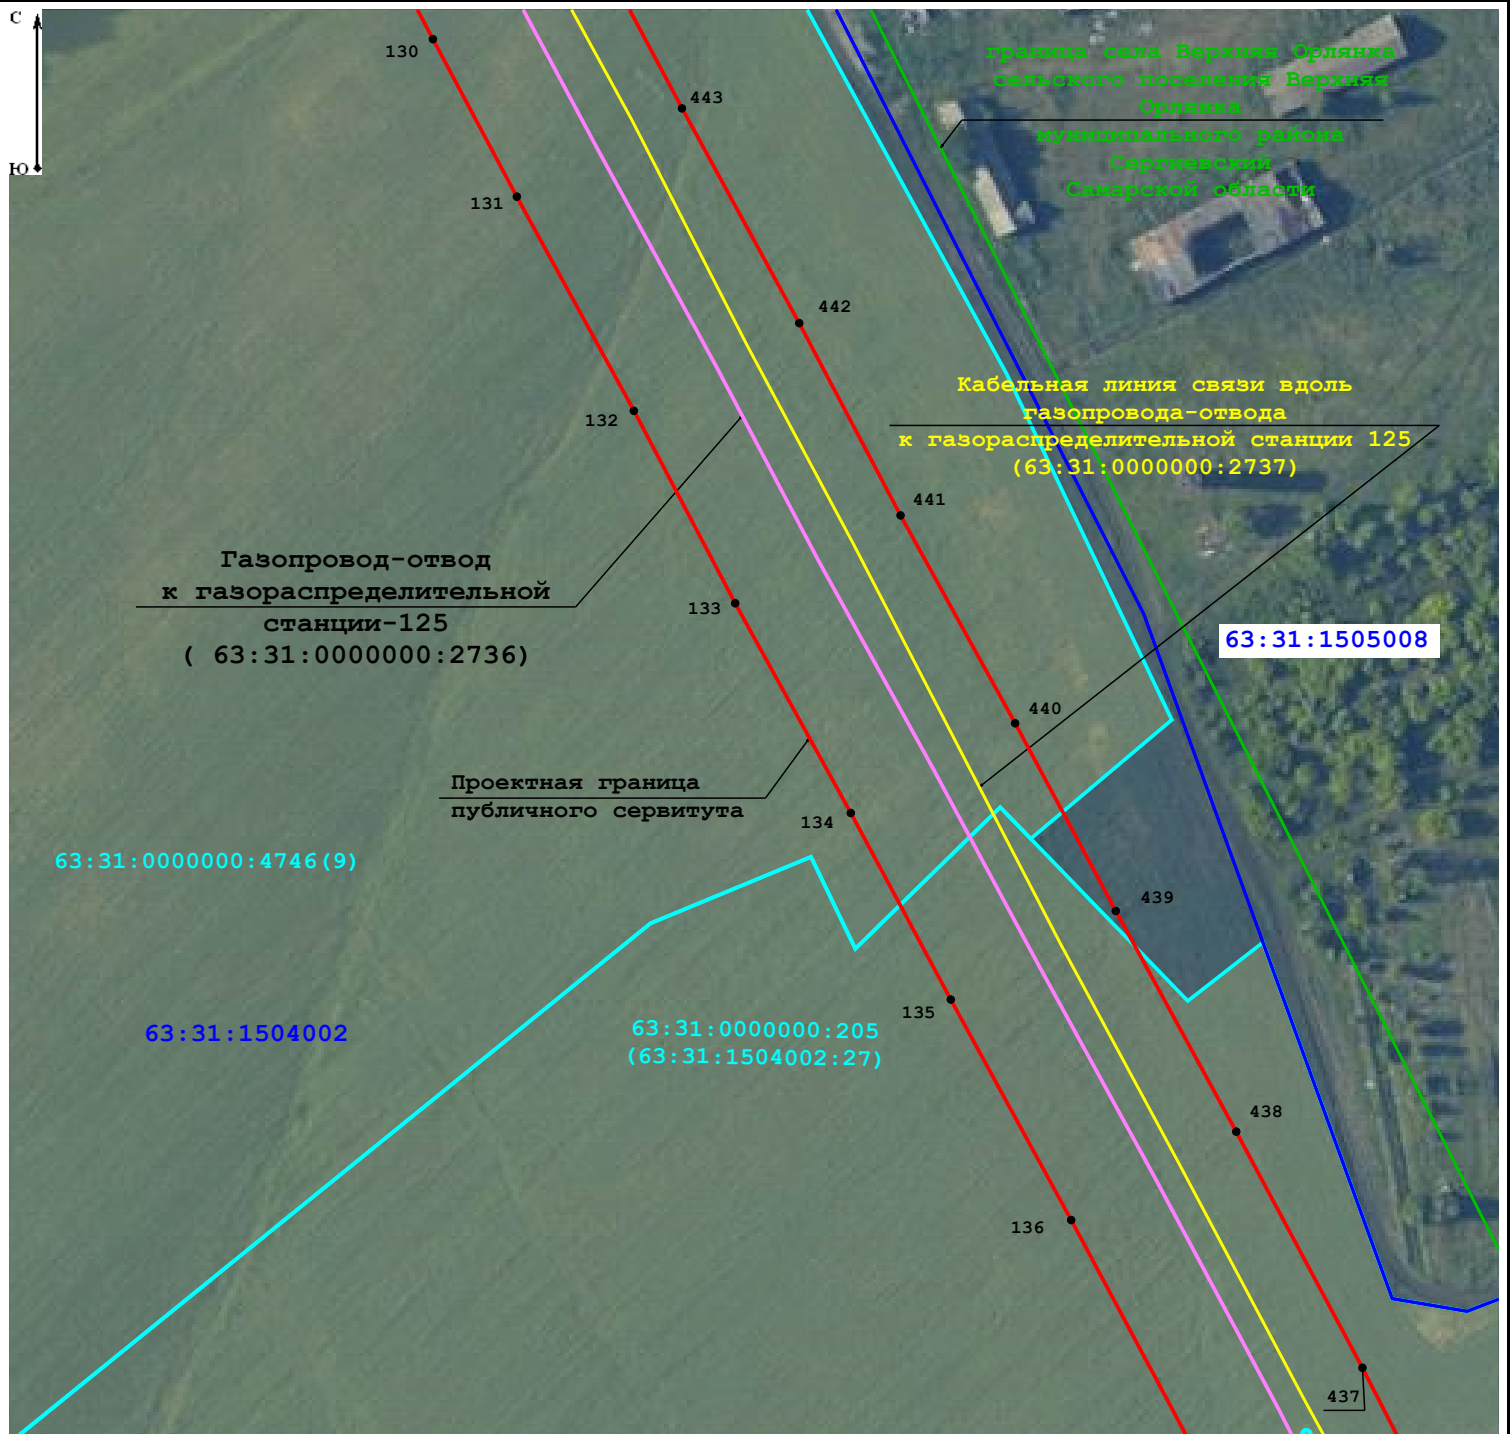 С
Ю
130
443
граница села Верхняя Орлянка
сельского поселения Верхняя
Орлянка
муниципального района
Сергиевский
Самарской области
131
442
Кабельная линия связи вдоль
газопровода-отвода
к газораспределительной станции 125
(63:31:0000000:2737)
132
441
Газопровод-отвод
к газораспределительной
станции-125
( 63:31:0000000:2736)
133
63:31:1505008
440
Проектная граница
публичного сервитута
134
63:31:0000000:4746(9)
439
135
63:31:1504002
63:31:0000000:205
(63:31:1504002:27)
438
136
437